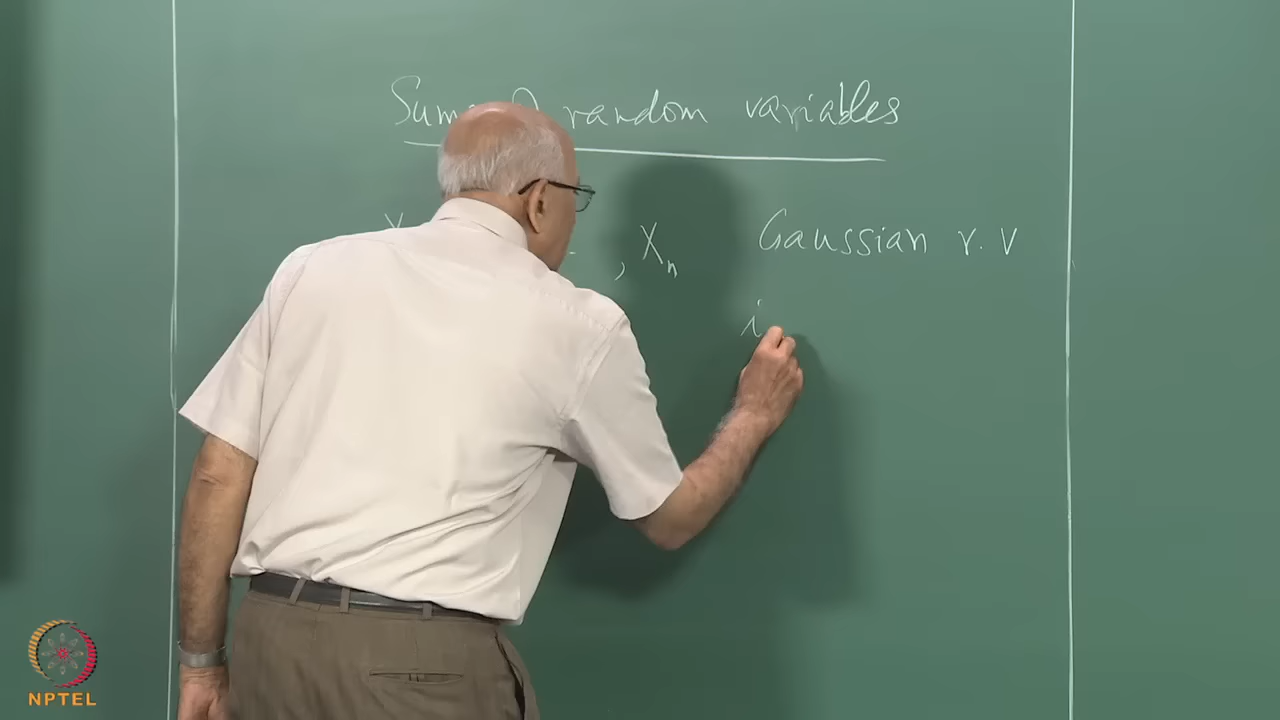 Sum random variables
, Xₙ Gaussian r.v
i
NPTEL